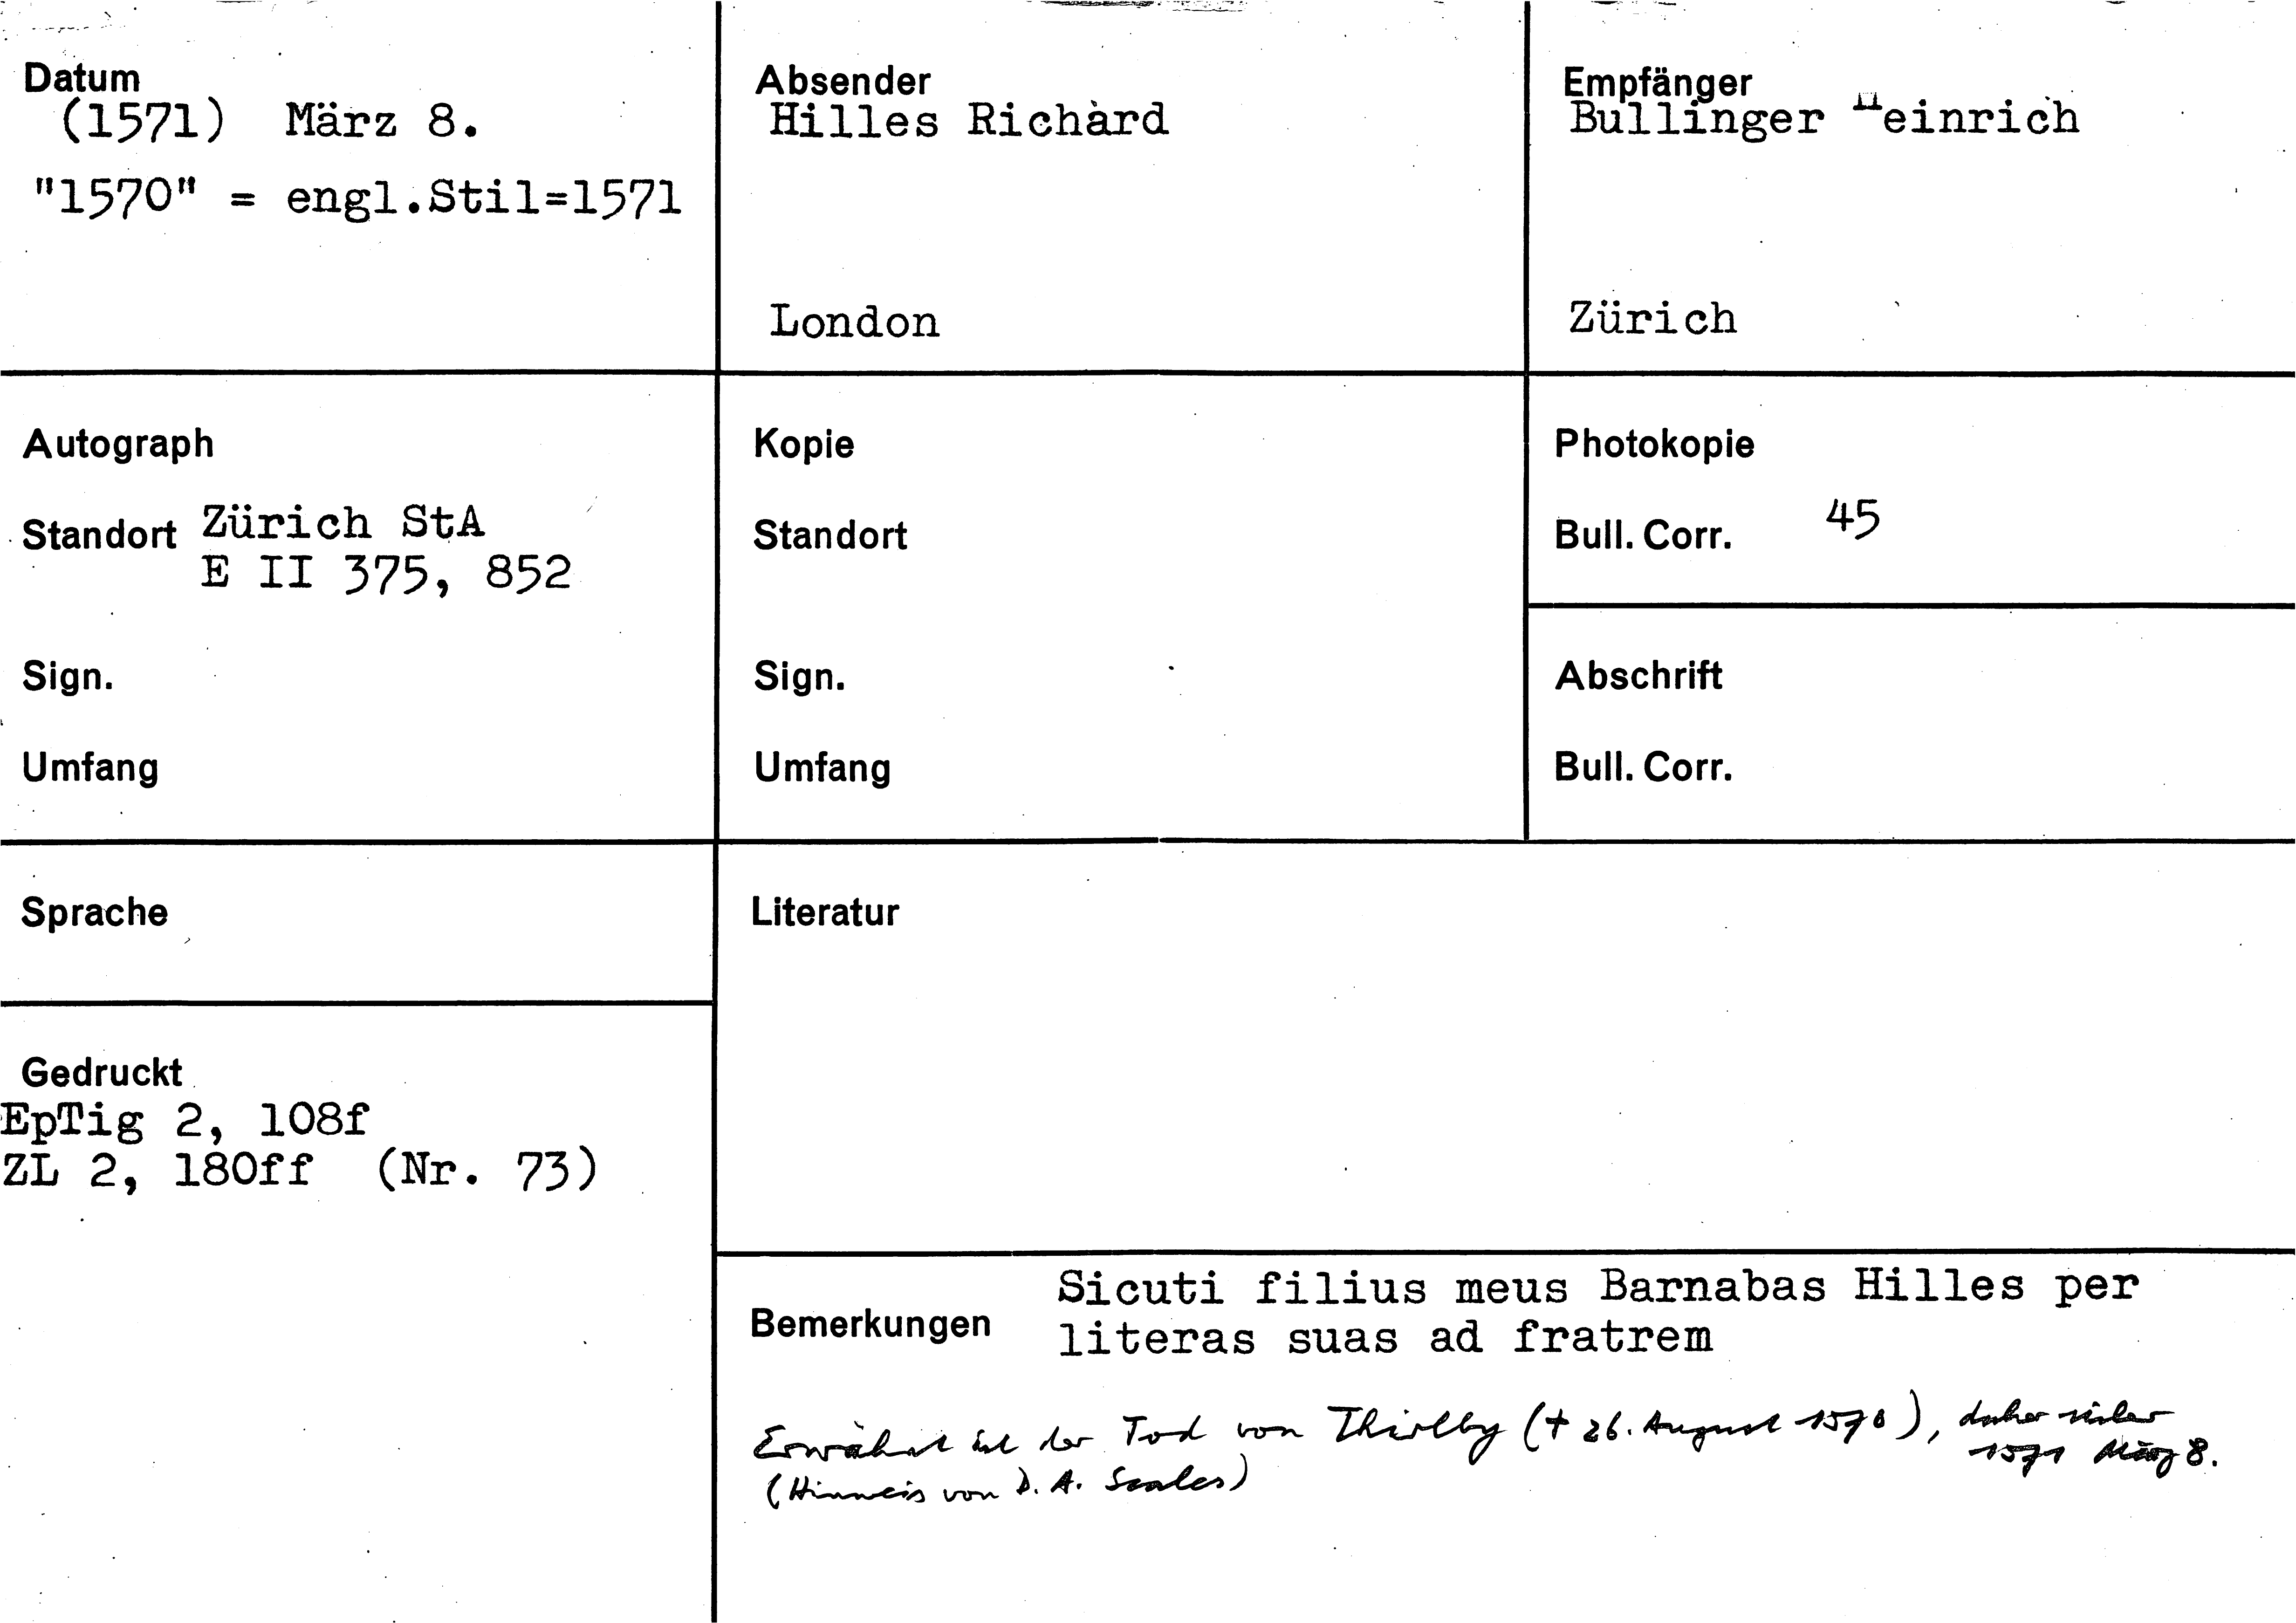 Datum
(1571) März 8.
"1570" = engl.Stil=1571
Absender
Hilles Richard
London
Empfänger
Bullinger Heinrich
Zürich
Autograph
Standort Zürich StA
E II 375, 852
Sign.
Umfang
Kopie
Standort
Sign.
Umfang
Photokopie
Bull. Corr. 45
Abschrift
Bull. Corr.
Sprache
Literatur
Gedruckt
EpTig 2, 108f
ZL 2, 180ff (Nr. 73)
Bemerkungen
Sicuti filius meus Barnabas Hilles per
literas suas ad fratrem
Erwähnt ist der Tod von Thirlby († 26. August 1570), daher sicher
1571 März 8.
(Hinweis von D. A. Scales)